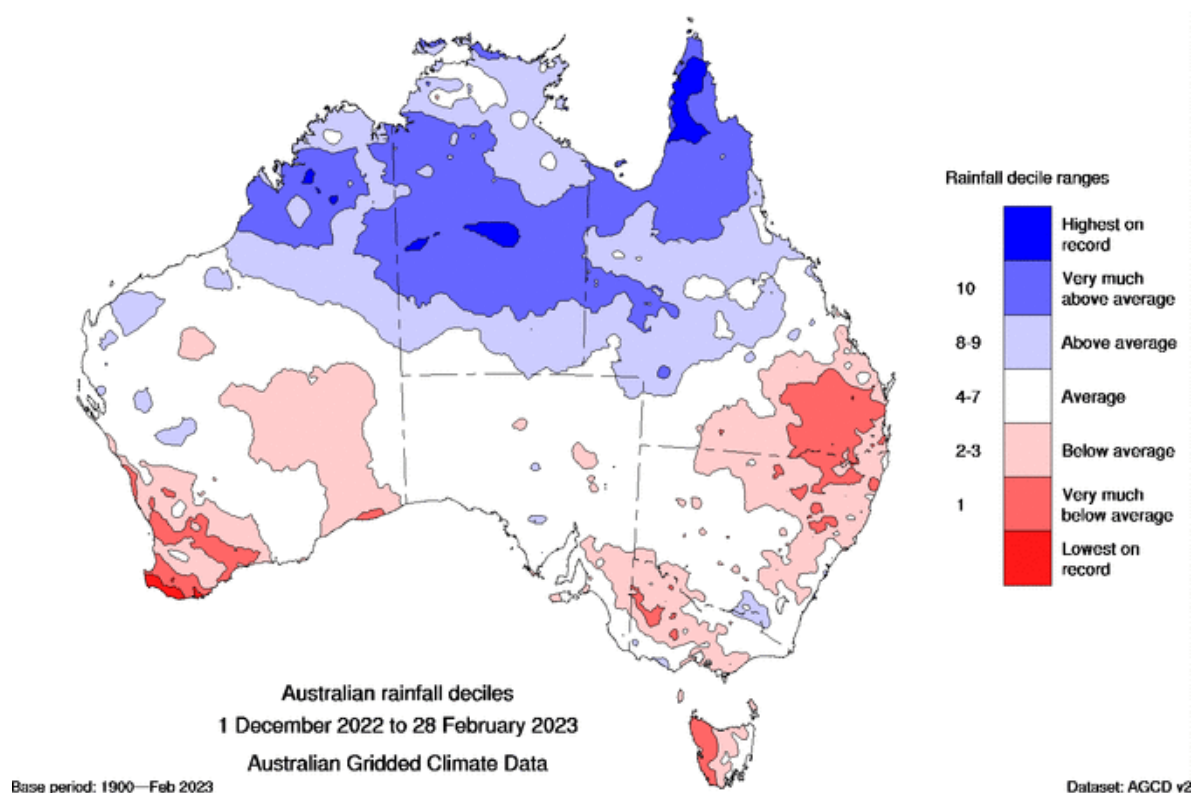 Rainfall decile ranges
Highest on
record
10
Very much
above average
8-9
Above average
4-7
Average
2-3
Below average
1
Very much
below average
Lowest on
record
Australian rainfall deciles
1 December 2022 to 28 February 2023
Australian Gridded Climate Data
Base period: 1900—Feb 2023
Dataset: AGCD v2